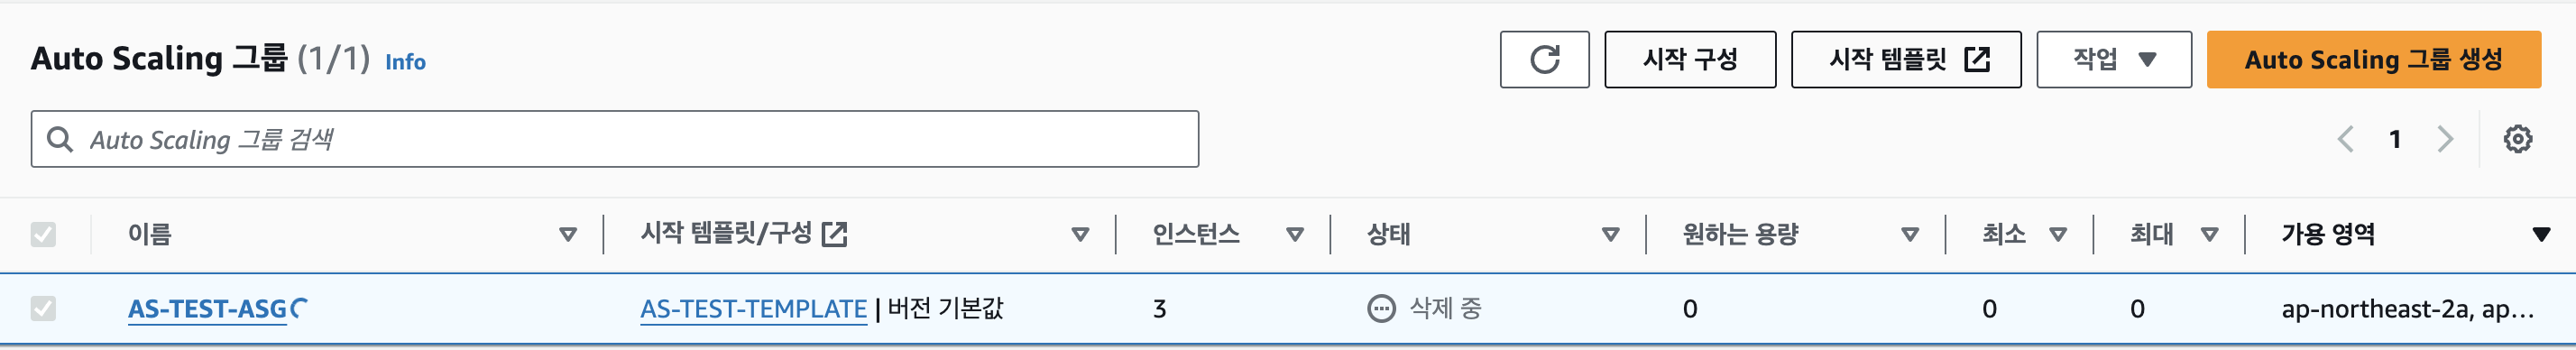 Auto Scaling 그룹 (1/1) Info 시작 구성 시작 템플릿 작업 Auto Scaling 그룹 생성
Auto Scaling 그룹 검색 1
이름 시작 템플릿/구성 인스턴스 상태 원하는 용량 최소 최대 가용 영역
AS-TEST-ASG AS-TEST-TEMPLATE | 버전 기본값 3 삭제 중 0 0 0 ap-northeast-2a, ap...